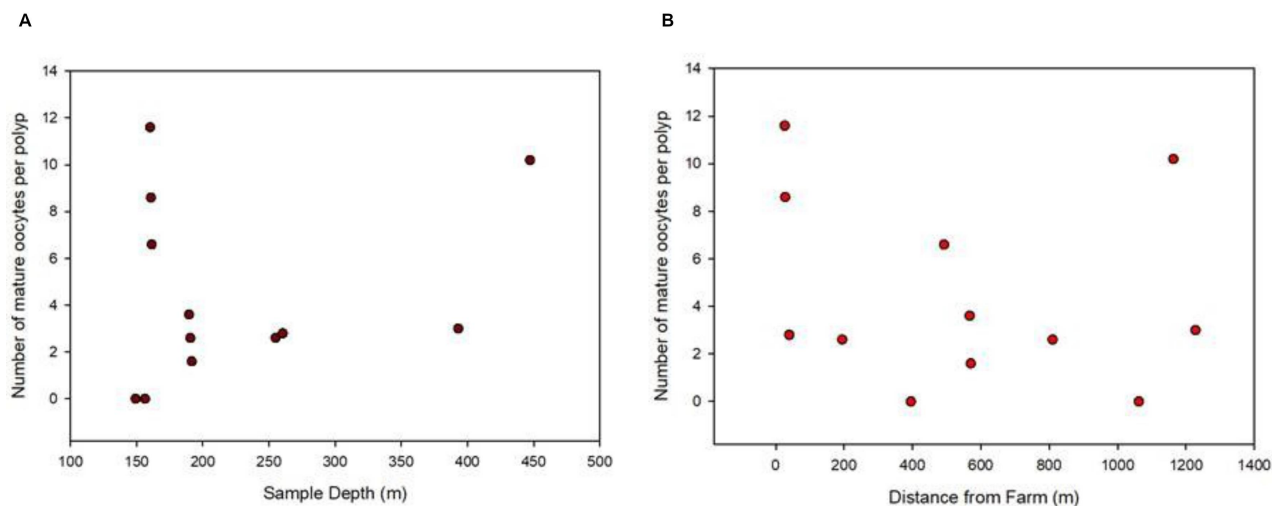 A
B
Number of mature oocytes per polyp
14
12
10
8
6
4
2
0
100 150 200 250 300 350 400 450 500
Sample Depth (m)
Number of mature oocytes per polyp
14
12
10
8
6
4
2
0
0 200 400 600 800 1000 1200 1400
Distance from Farm (m)